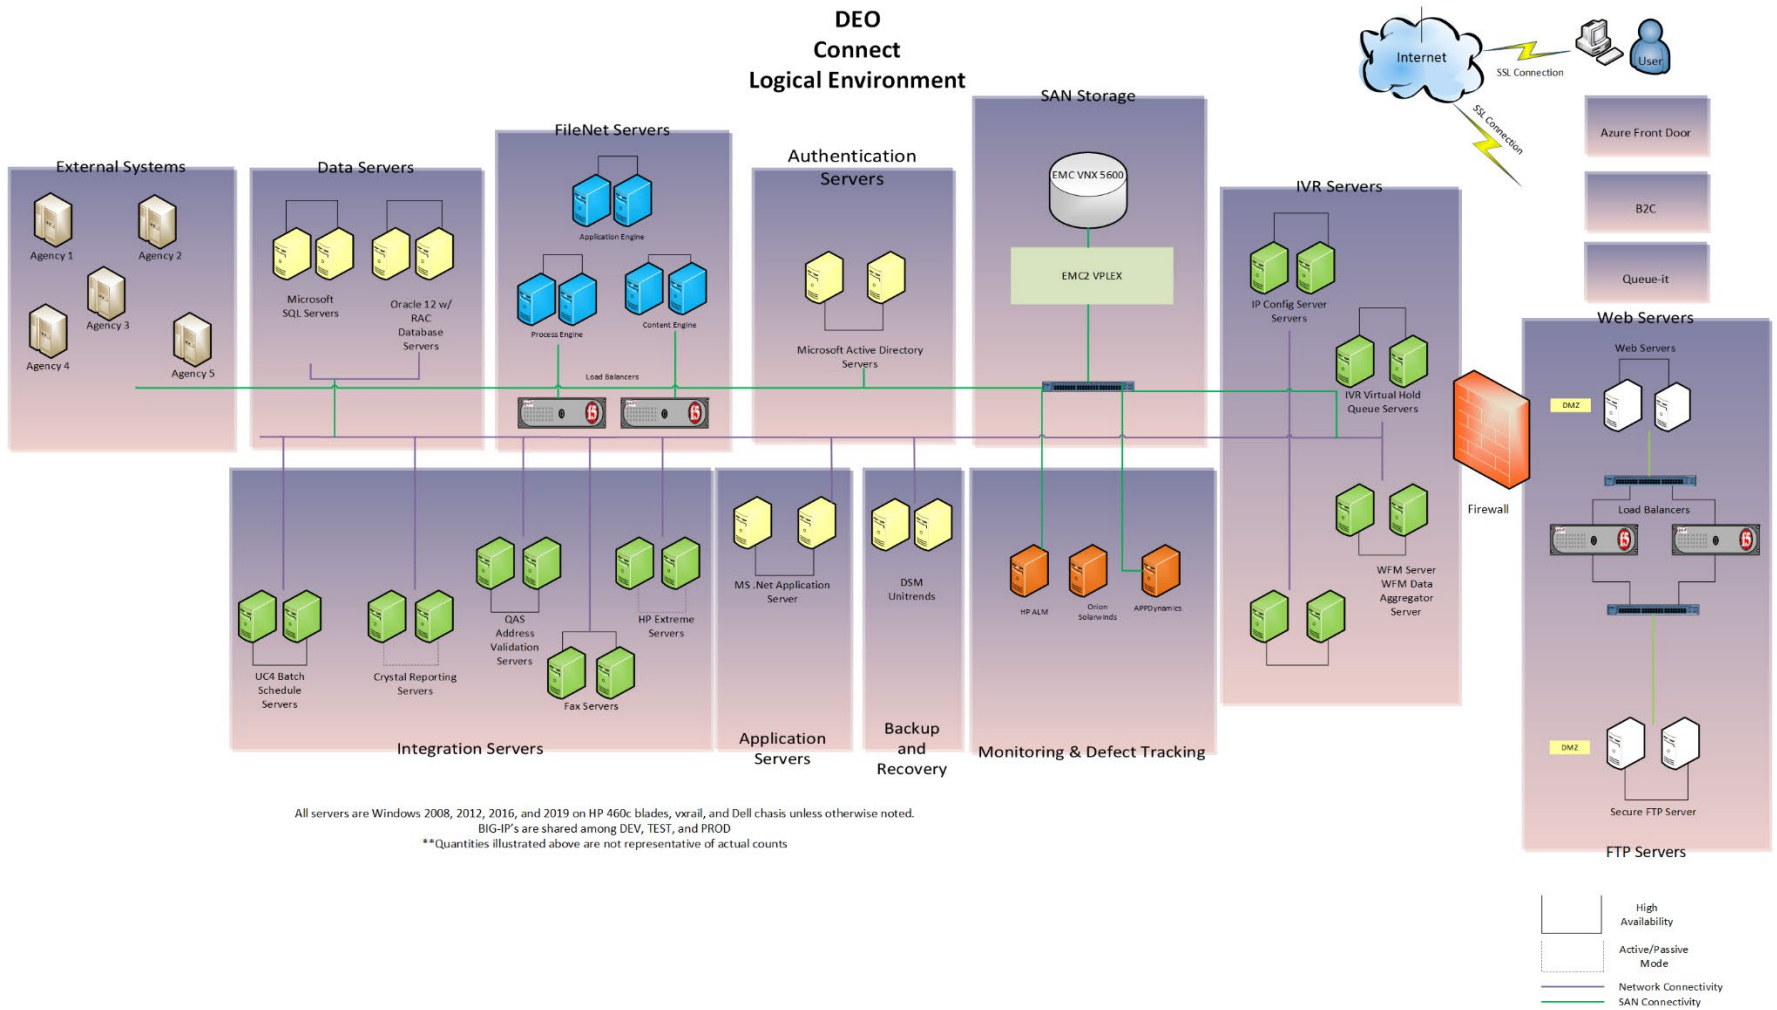 DEO
Connect
Logical Environment
Internet
SSL Connection
User
SSL Connection
Azure Front Door
B2C
Queue-it
External Systems
Agency 1
Agency 2
Agency 3
Agency 4
Agency 5
Data Servers
Microsoft
SQL Servers
Oracle 12 w/
RAC
Database
Servers
FileNet Servers
Application Engine
Process Engine
Content Engine
Load Balancers
Authentication
Servers
Microsoft Active Directory
Servers
SAN Storage
EMC VNX 5600
EMC2 VPLEX
IVR Servers
IP Config Server
Servers
IVR Virtual Hold
Queue Servers
WFM Server
WFM Data
Aggregator
Server
Firewall
Web Servers
Web Servers
DMZ
Load Balancers
DMZ
Secure FTP Server
FTP Servers
UC4 Batch
Schedule
Servers
Crystal Reporting
Servers
QAS
Address
Validation
Servers
Fax Servers
HP Extreme
Servers
Integration Servers
MS .Net Application
Server
Application
Servers
DSM
Unitrends
Backup
and
Recovery
HP ALM
Orion
Solarwinds
APPDynamics
Monitoring & Defect Tracking
All servers are Windows 2008, 2012, 2016, and 2019 on HP 460c blades, vxrail, and Dell chasis unless otherwise noted.
BIG-IP's are shared among DEV, TEST, and PROD
**Quantities illustrated above are not representative of actual counts
High
Availability
Active/Passive
Mode
Network Connectivity
SAN Connectivity